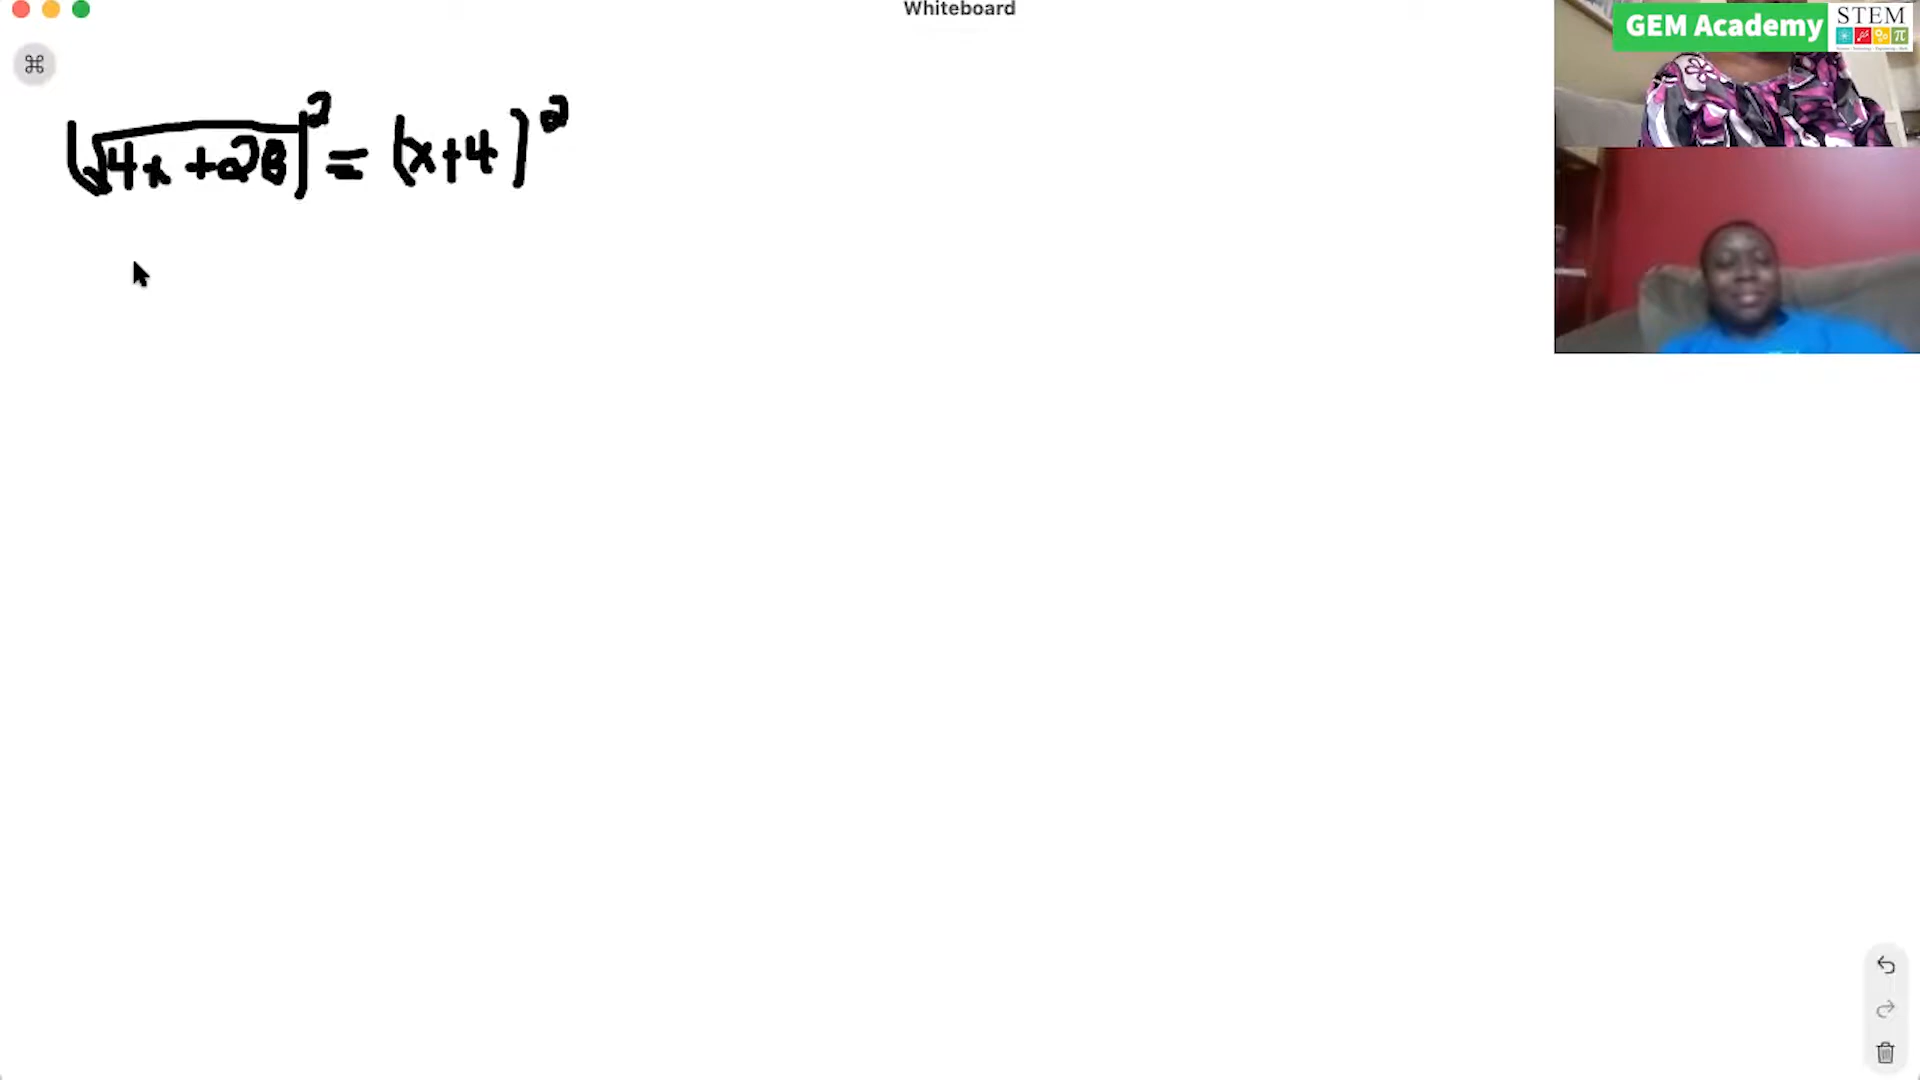 Whiteboard
GEM Academy
STEM
(√4x+28)² = (x+4)²